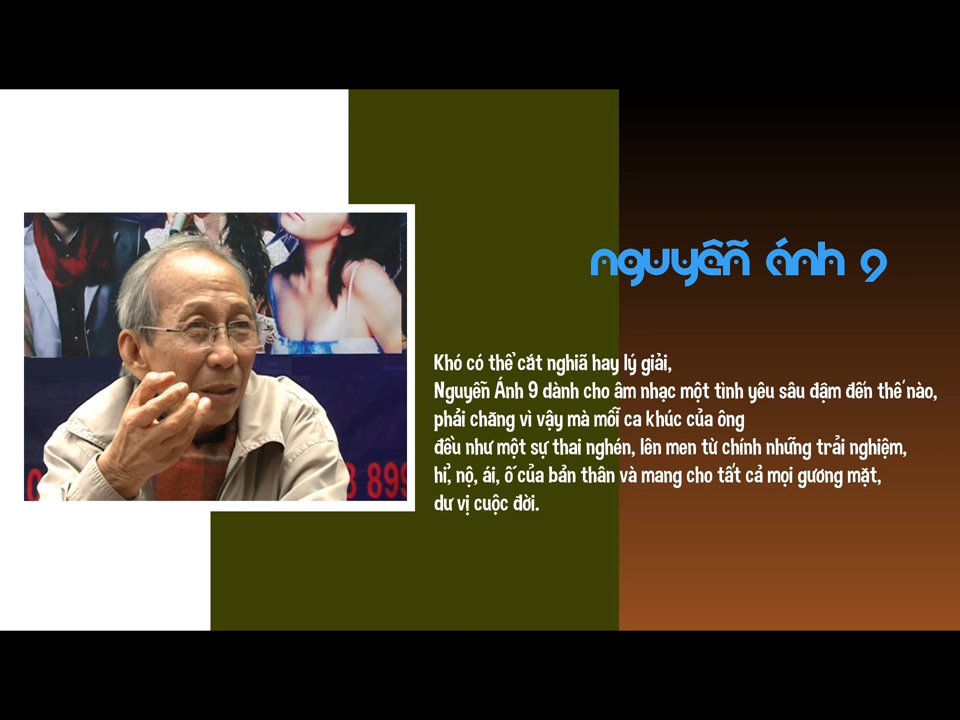 nguyễn ánh 9
Khó có thể cắt nghiã hay lý giải,
Nguyễn Ánh 9 dành cho âm nhạc một tình yêu sâu đậm đến thế nào,
phải chăng vì vậy mà mỗi ca khúc của ông
đều như một sự thai nghén, lên men từ chính những trải nghiệm,
hỉ, nộ, ái, ố của bản thân và mang cho tất cả mọi gương mặt,
dư vị cuộc đời.
8 899